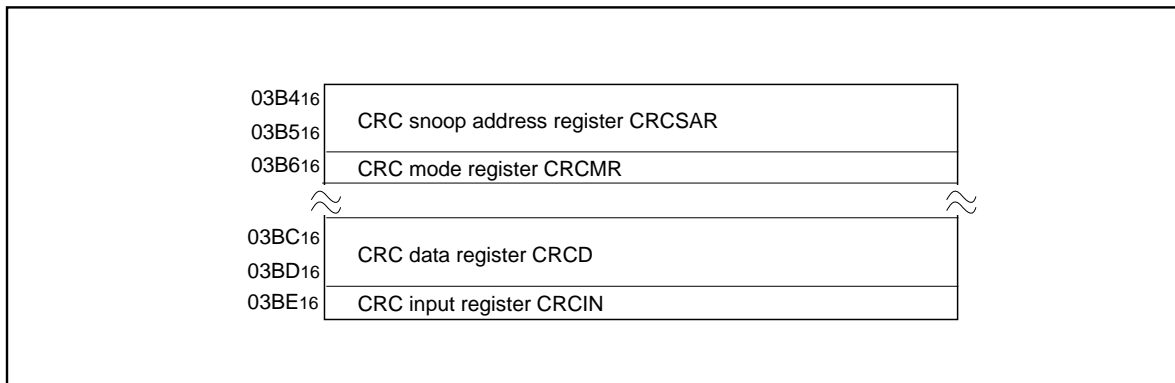 03B416
CRC snoop address register CRCSAR
03B516
03B616
CRC mode register CRCMR
03BC16
CRC data register CRCD
03BD16
03BE16
CRC input register CRCIN